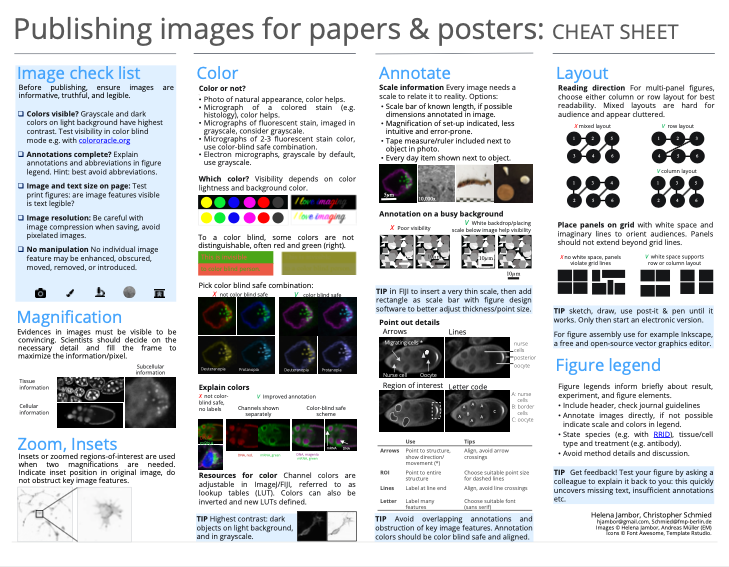 Publishing images for papers & posters: CHEAT SHEET
Image check list
Before publishing, ensure images are
informative, truthful, and legible.
Colors visible? Grayscale and dark
colors on light background have highest
contrast. Test visibility in color blind
mode e.g. with colororacle.org
Annotations complete? Explain
annotations and abbreviations in figure
legend. Hint: best avoid abbreviations.
Image and text size on page: Test
print figures: are image features visible
is text legible?
Image resolution: Be careful with
image compression when saving, avoid
pixelated images.
No manipulation No individual image
feature may be enhanced, obscured,
moved, removed, or introduced.
Magnification
Evidences in images must be visible to be
convincing. Scientists should decide on the
necessary detail and fill the frame to
maximize the information/pixel.
Subcellular
information
Tissue
information
Cellular
information
Zoom, Insets
Insets or zoomed regions-of-interest are used
when two magnifications are needed.
Indicate inset position in original image, do
not obstruct key image features.
Color
Color or not?
• Photo of natural appearance, color helps.
• Micrograph of a colored stain (e.g.
histology), color helps.
• Micrographs of fluorescent stain, imaged in
grayscale, consider grayscale.
• Micrographs of 2-3 fluorescent stain color,
use color-blind safe combination.
• Electron microgaphs, grayscale by default,
use grayscale.
Which color? Visibility depends on color
lightness and background color.
I love imaging
I love imaging
To a color blind, some colors are not
distinguishable, often red and green (right).
Pick color blind safe combination:
X not color blind safe
√ color blind safe
Deuteranopia Protanopia Deuteranopia Protanopia
Explain colors
X not color-
blind safe,
no labels
√ Improved annotation
Channels shown
separately
Color-blind safe
scheme
Resources for color Channel colors are
adjustable in ImageJ/FIJI, referred to as
lookup tables (LUT). Colors can also be
inverted and new LUTs defined.
TIP Highest contrast: dark
objects on light background,
and in grayscale.
Annotate
Scale information Every image needs a
scale to relate it to reality. Options:
• Scale bar of known length, if possible
dimensions annotated in image.
• Magnification of set-up indicated, less
intuitive and error-prone.
• Tape measure/ruler included next to
object in photo.
• Every day item shown next to object.
10,000x
Annotation on a busy background
X Poor visibility
√ White backdrop/placing
scale below image help visibility
10µm
10µm
TIP in FIJI to insert a very thin scale, then add
rectangle as scale bar with figure design
software to better adjust thickness/point size.
Point out details
Arrows
Lines
Migrating cells *
Nurse cell Oocyte
nurse
cells
posterior
oocyte
Region of interest
Letter code
A: nurse
cells
B: border
cells
C: oocyte
Use Tips
Arrows Point to structure,
show direction/
movement (*) Align, avoid arrow
crossings
ROI Point to entire
structure Choose suitable point size
for dashed lines
Lines Label at line end Align, avoid line crossings
Letter Label many
features Choose suitable font
(sans serif)
TIP Avoid overlapping annotations and
obstruction of key image features. Annotation
colors should be color blind safe and aligned.
Layout
Reading direction For multi-panel figures,
choose either column or row layout for best
readability. Mixed layouts are hard for
audience and appear cluttered.
X mixed layout
√ row layout
√ column layout
Place panels on grid with white space and
imaginary lines to orient audiences. Panels
should not extend beyond grid lines.
X no white space, panels
violate grid lines
√ white space supports
row or column layout
TIP sketch, draw, use post-it & pen until it
works. Only then start an electronic version.
For figure assembly use for example Inkscape,
a free and open-source vector graphics editor.
Figure legend
Figure legends inform briefly about result,
experiment, and figure elements.
• Include header, check journal guidelines
• Annotate images directly, if not possible
indicate scale and colors in legend.
• State species (e.g. with RRID), tissue/cell
type and treatment (e.g. knockout).
• Avoid method details and discussion.
TIP Get feedback! Test your figure by asking a
colleague to explain it back to you: this quickly
uncovers missing text, insufficient annotations
etc.
Helena Jambor, Christopher Schmied
hjambor@gmail.com, Schmied@fmp-berlin.de
Images © Helena Jambor, Andreas Müller (EM)
Icons © Font Awesome, Template Rstudio.